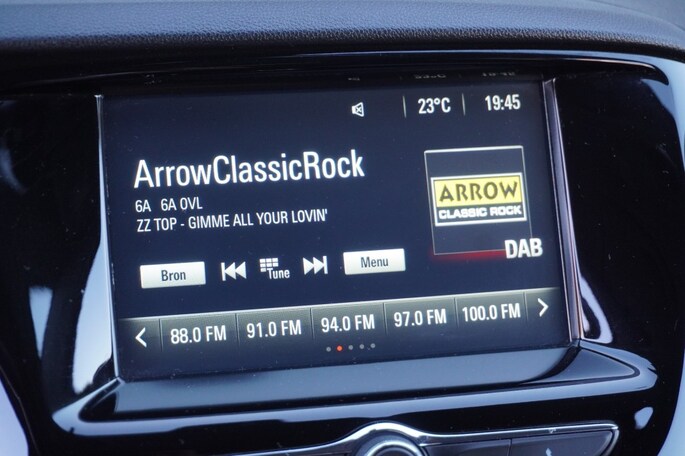 23°C 19:45
ArrowClassicRock
6A 6A OVL
ZZ TOP - GIMME ALL YOUR LOVIN'
ARROW
CLASSIC ROCK
DAB
Bron Tune Menu
88.0 FM 91.0 FM 94.0 FM 97.0 FM 100.0 FM